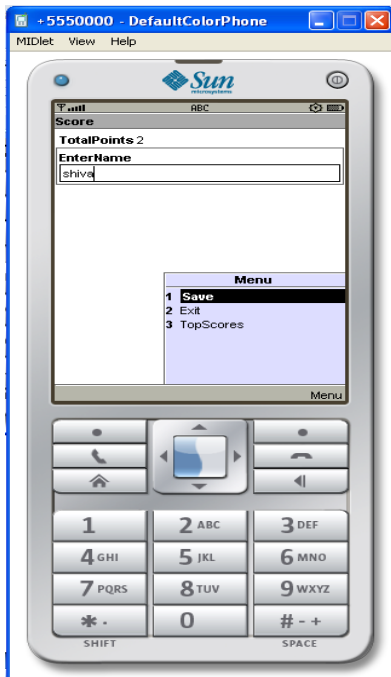 +5550000 - DefaultColorPhone
MIDlet View Help
Sun
microsystems
ABC
Score
TotalPoints 2
EnterName
shiva
Menu
1 Save
2 Exit
3 TopScores
Menu
1 2 ABC 3 DEF
4 GHI 5 JKL 6 MNO
7 PQRS 8 TUV 9 WXYZ
* . 0 # - +
SHIFT SPACE